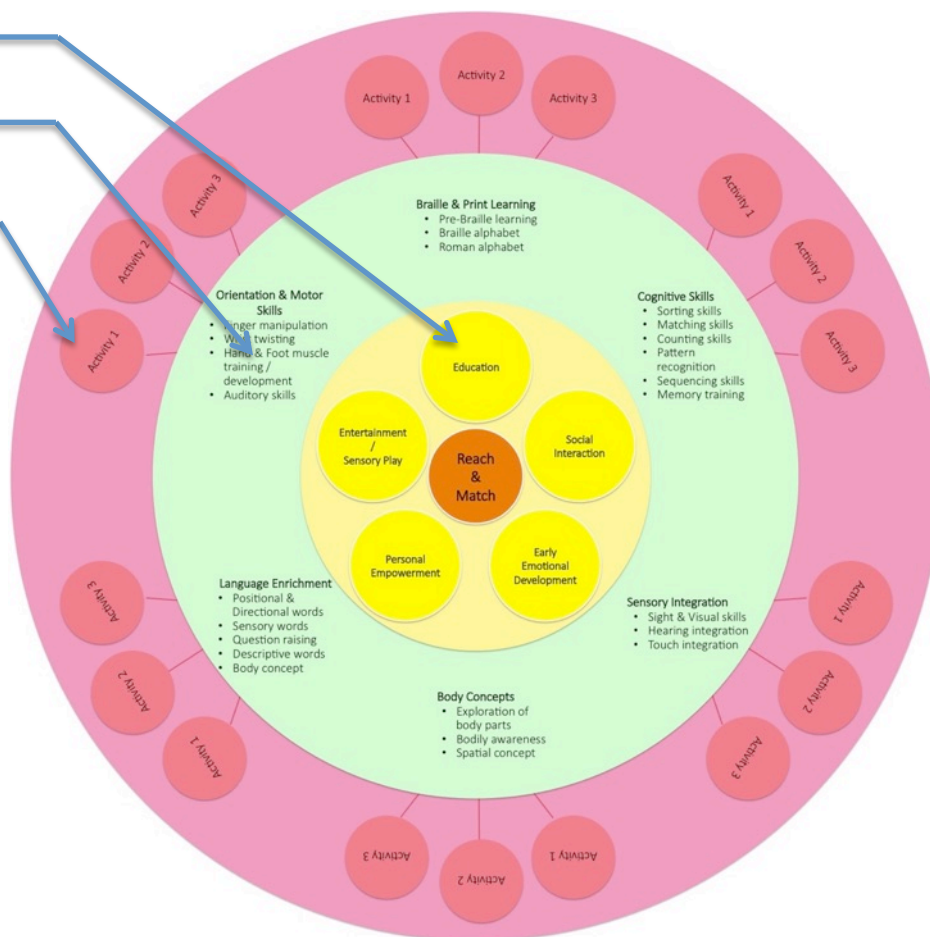 Activity 1
Activity 2
Activity 3
Activity 1
Activity 2
Activity 3
Activity 1
Activity 2
Activity 3
Activity 1
Activity 2
Activity 3
Activity 1
Activity 2
Activity 3
Activity 1
Activity 2
Activity 3
Braille & Print Learning
• Pre-Braille learning
• Braille alphabet
• Roman alphabet
Cognitive Skills
• Sorting skills
• Matching skills
• Counting skills
• Pattern
recognition
• Sequencing skills
• Memory training
Sensory Integration
• Sight & Visual skills
• Hearing integration
• Touch integration
Body Concepts
• Exploration of
body parts
• Bodily awareness
• Spatial concept
Language Enrichment
• Positional &
Directional words
• Sensory words
• Question raising
• Descriptive words
• Body concept
Orientation & Motor
Skills
• Finger manipulation
• twisting
• Hand & Foot muscle
training /
development
• Auditory skills
Education
Social
Interaction
Early
Emotional
Development
Personal
Empowerment
Entertainment
/
Sensory Play
Reach
&
Match